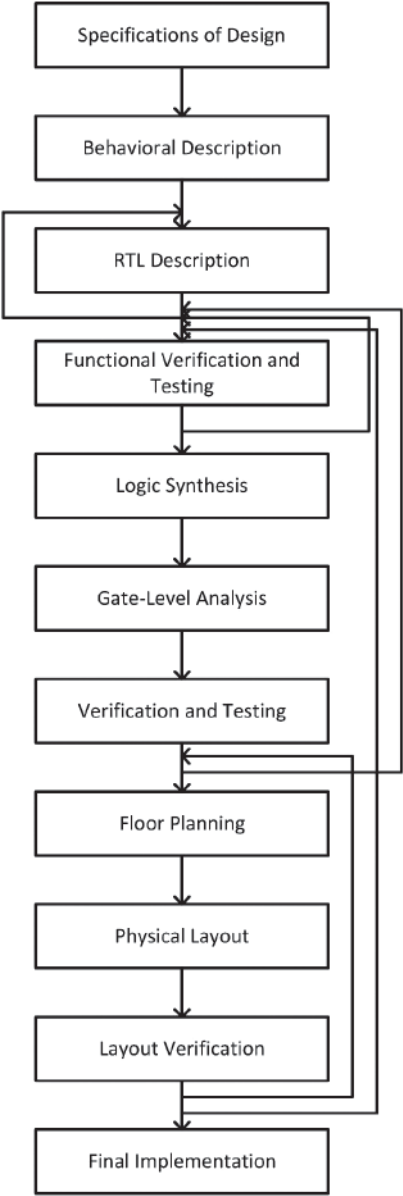 Specifications of Design
Behavioral Description
RTL Description
Functional Verification and
Testing
Logic Synthesis
Gate-Level Analysis
Verification and Testing
Floor Planning
Physical Layout
Layout Verification
Final Implementation